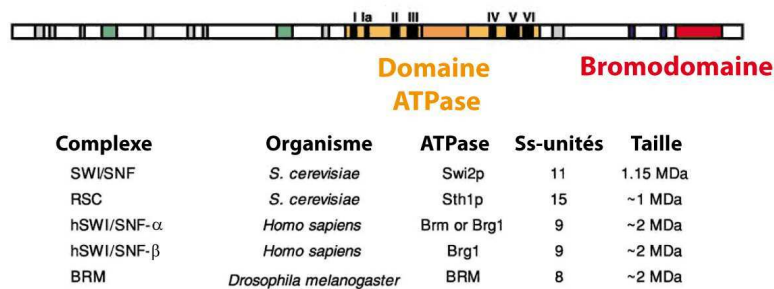 I Ia II III IV V VI
Domaine Bromodomaine
ATPase
Complexe Organisme ATPase Ss-unités Taille
SWI/SNF S. cerevisiae Swi2p 11 1.15 MDa
RSC S. cerevisiae Sth1p 15 ~1 MDa
hSWI/SNF-α Homo sapiens Brm or Brg1 9 ~2 MDa
hSWI/SNF-β Homo sapiens Brg1 9 ~2 MDa
BRM Drosophila melanogaster BRM 8 ~2 MDa